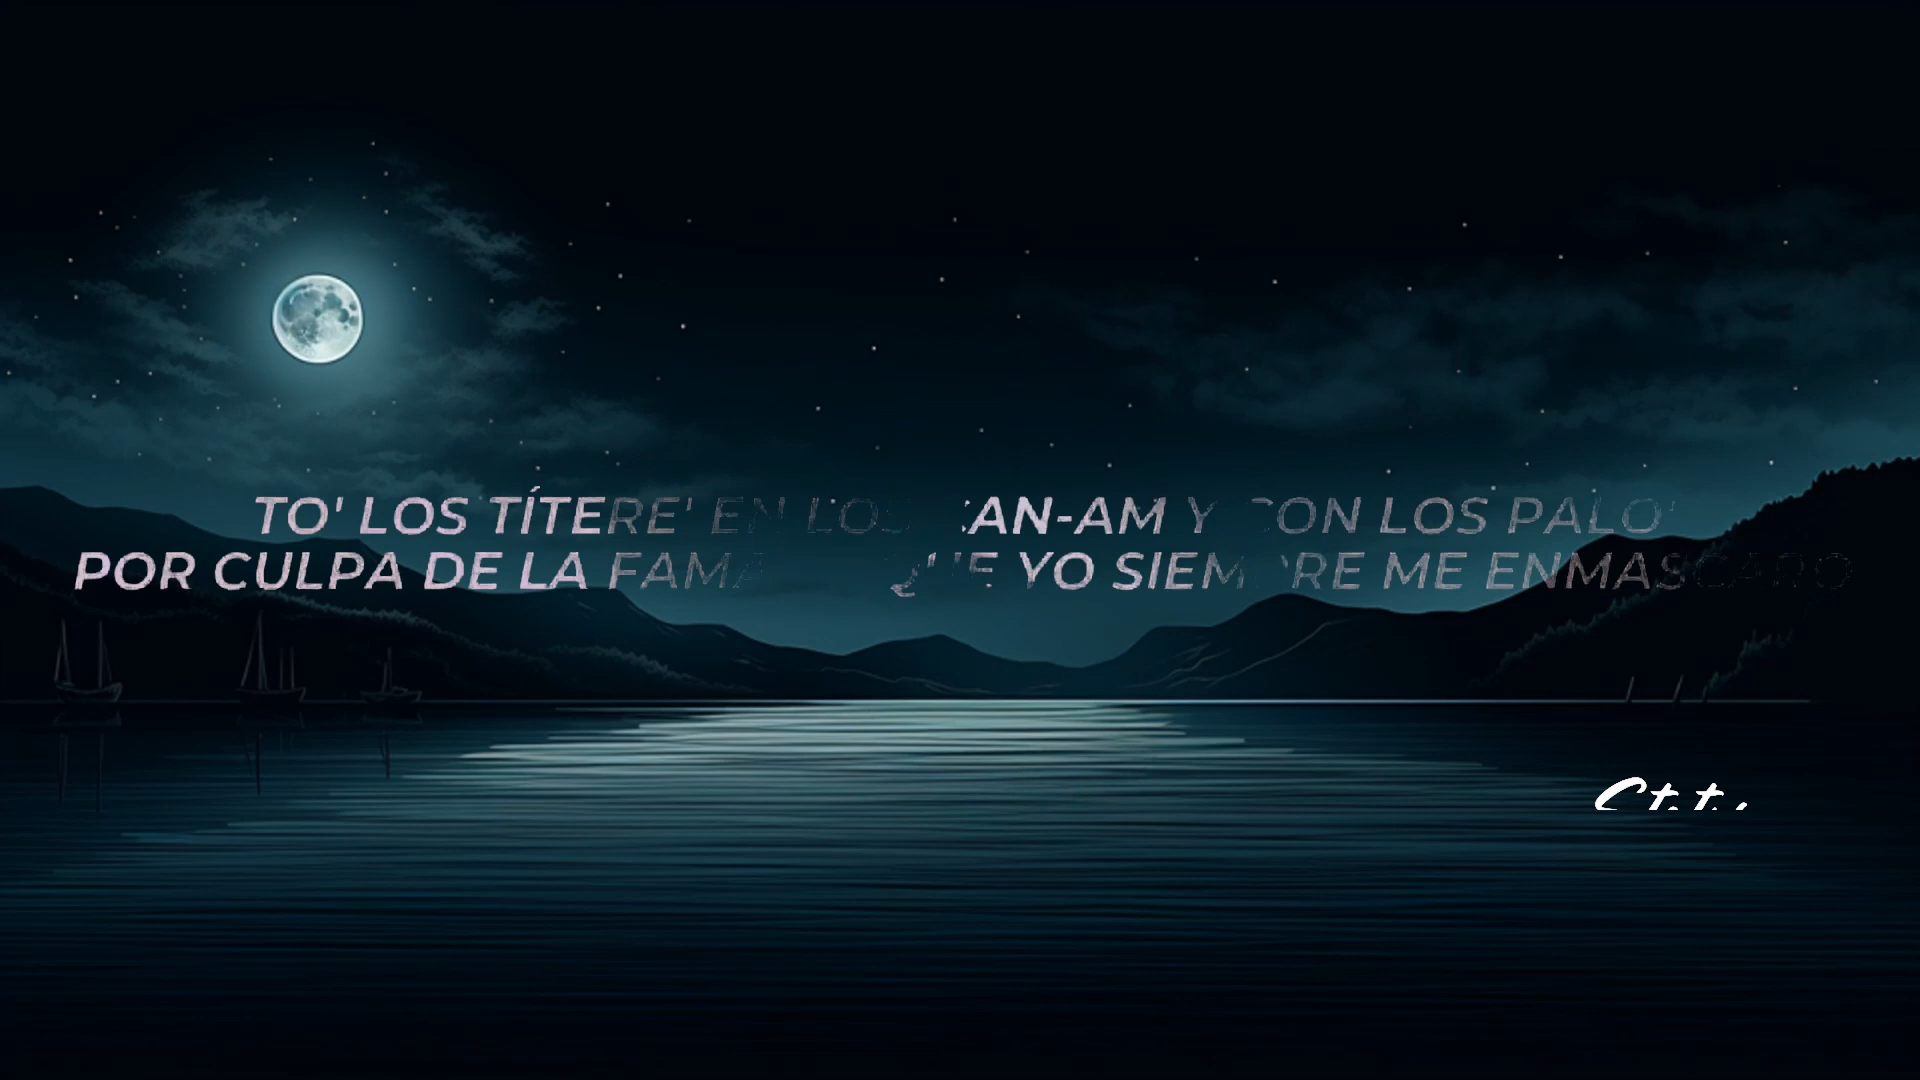 TO' LOS TÍTERE' EN LOS CAN-AM Y CON LOS PALO'
POR CULPA DE LA FAMA ES QUE YO SIEMPRE ME ENMASCARO